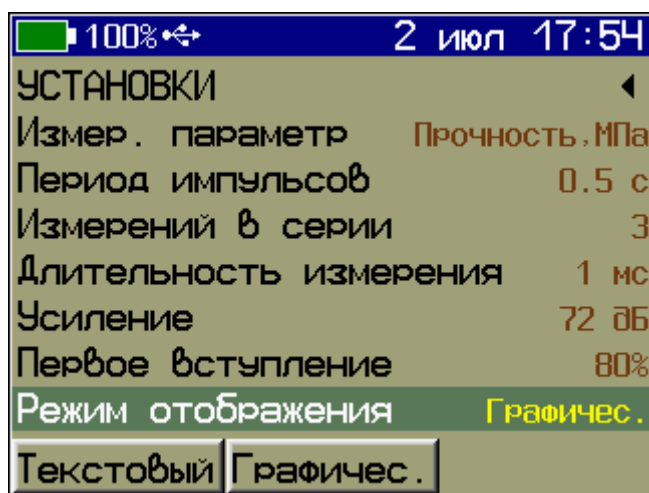 100% 2 июл 17:54
УСТАНОВКИ
Измер. параметр Прочность,МПа
Период импульсов 0.5 с
Измерений в серии 3
Длительность измерения 1 мс
Усиление 72 дБ
Первое вступление 80%
Режим отображения Графичес.
Текстовый Графичес.